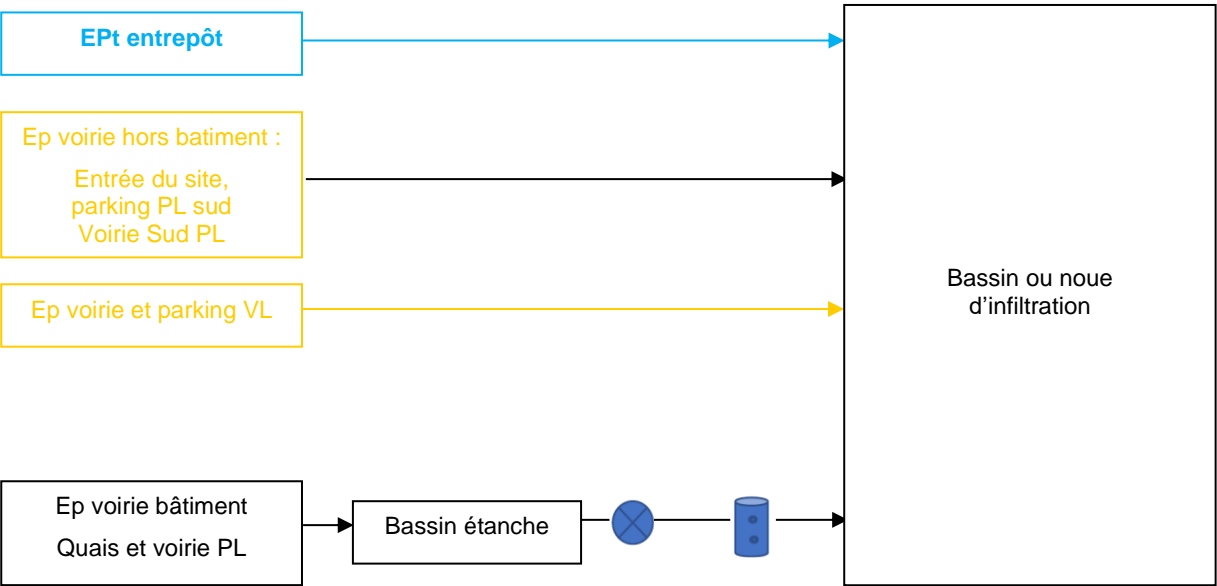 EPt entrepôt
Ep voirie hors batiment :
Entrée du site,
parking PL sud
Voirie Sud PL
Ep voirie et parking VL
Bassin ou noue
d'infiltration
Ep voirie bâtiment
Quais et voirie PL
Bassin étanche